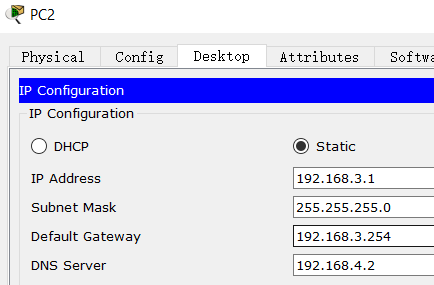 PC2
Physical Config Desktop Attributes Softwa
IP Configuration
IP Configuration
DHCP Static
IP Address 192.168.3.1
Subnet Mask 255.255.255.0
Default Gateway 192.168.3.254
DNS Server 192.168.4.2